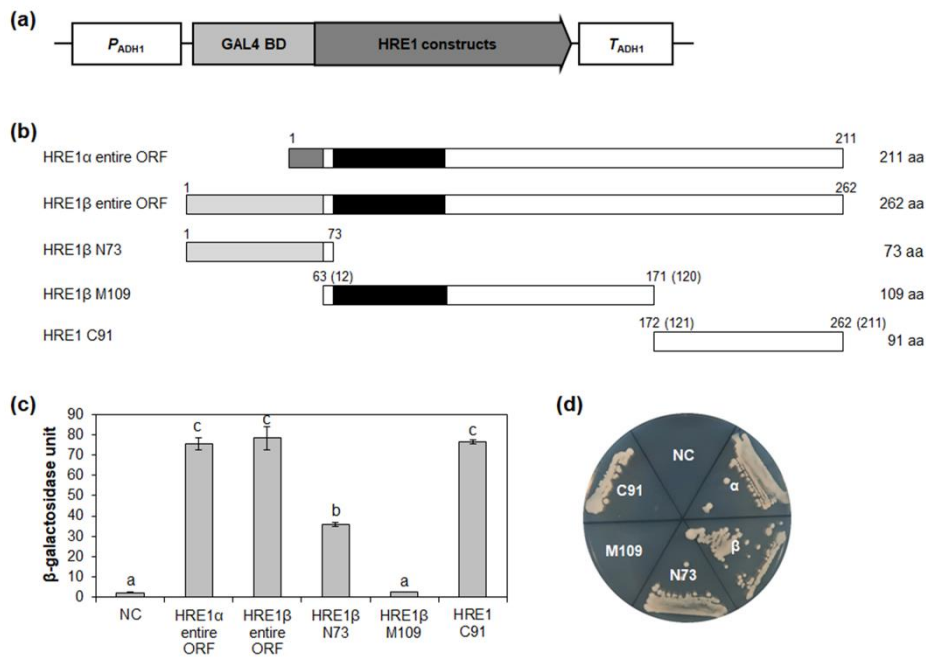 (a)
PADH1 GAL4 BD HRE1 constructs TADH1
(b)
1 211
HRE1α entire ORF 211 aa
1 262
HRE1β entire ORF 262 aa
1 73
HRE1β N73 73 aa
63 (12) 171 (120)
HRE1β M109 109 aa
172 (121) 262 (211)
HRE1 C91 91 aa
(c)
β-galactosidase unit
90
80
70
60
50
40
30
20
10
0
a
c
c
b
a
c
NC
HRE1α
entire
ORF
HRE1β
entire
ORF
HRE1β
N73
HRE1β
M109
HRE1
C91
(d)
NC
α
β
N73
M109
C91